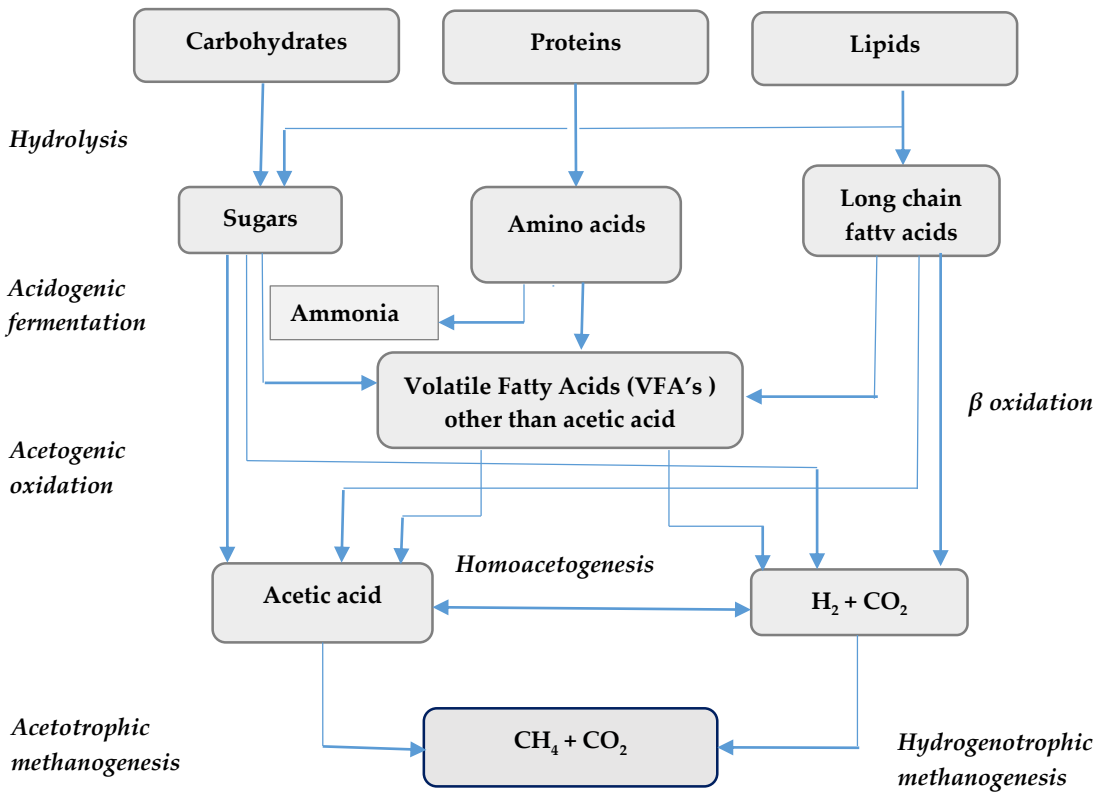 Carbohydrates
Proteins
Lipids
Hydrolysis
Sugars
Amino acids
Long chain
fattv acids
Acidogenic
fermentation
Ammonia
Volatile Fatty Acids (VFA's )
other than acetic acid
β oxidation
Acetogenic
oxidation
Homoacetogenesis
Acetic acid
H₂ + CO₂
Acetotrophic
methanogenesis
CH₄ + CO₂
Hydrogenotrophic
methanogenesis